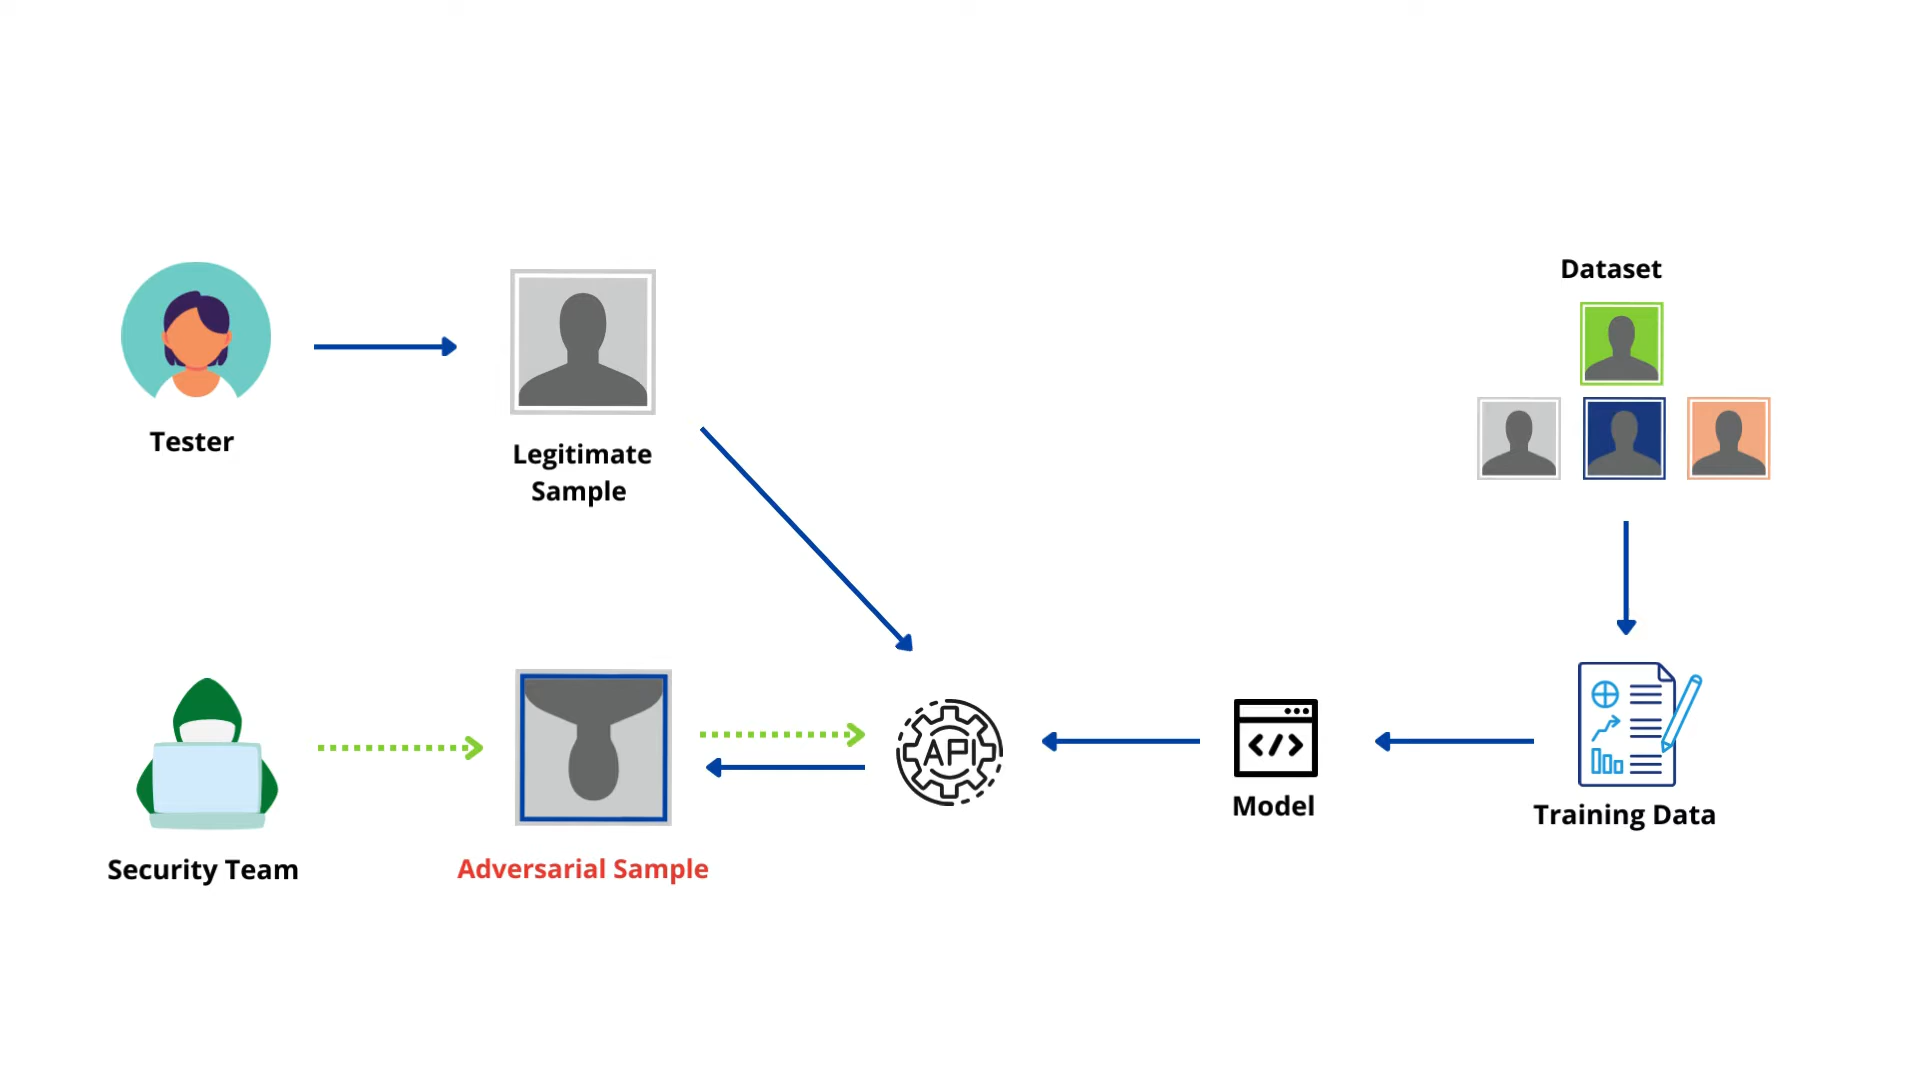 Dataset
Tester
Legitimate
Sample
API
Model
Training Data
Security Team
Adversarial Sample